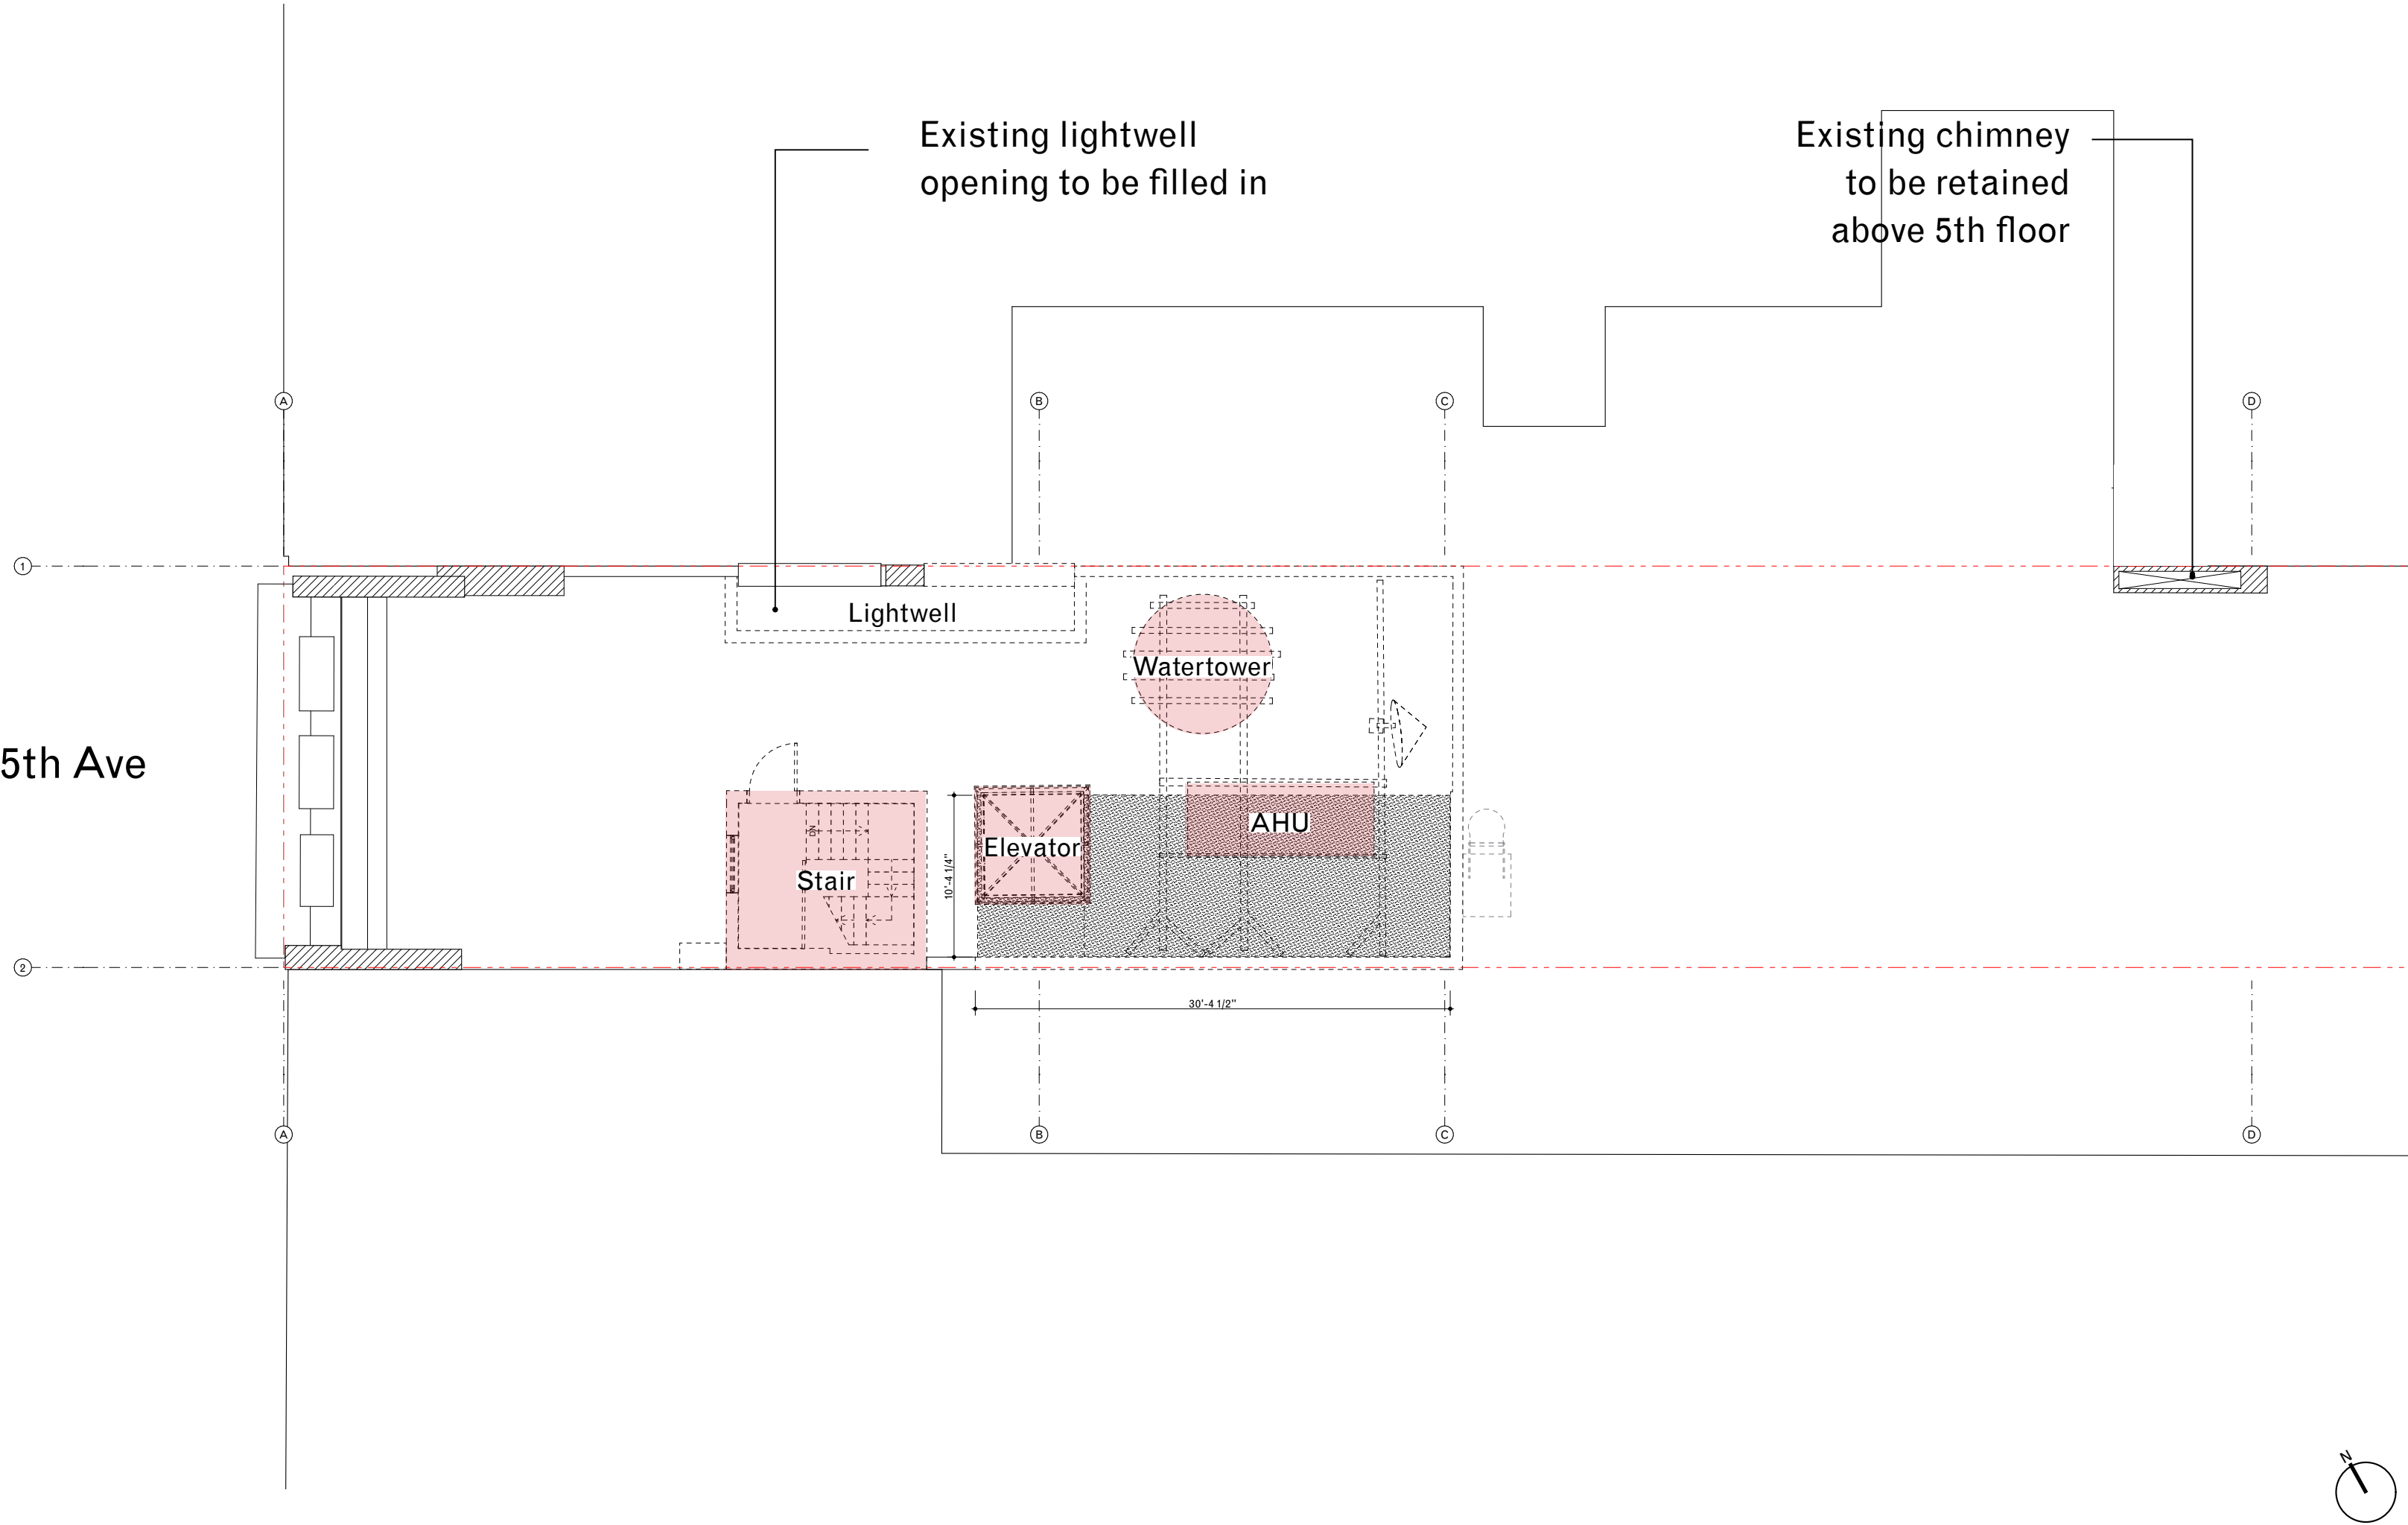 Existing lightwell
opening to be filled in
Existing chimney
to be retained
above 5th floor
A
B
C
D
1
Lightwell
Watertower
5th Ave
DN
AHU
Elevator
Stair
10'-4 1/4"
2
30'-4 1/2"
A
B
C
D
N